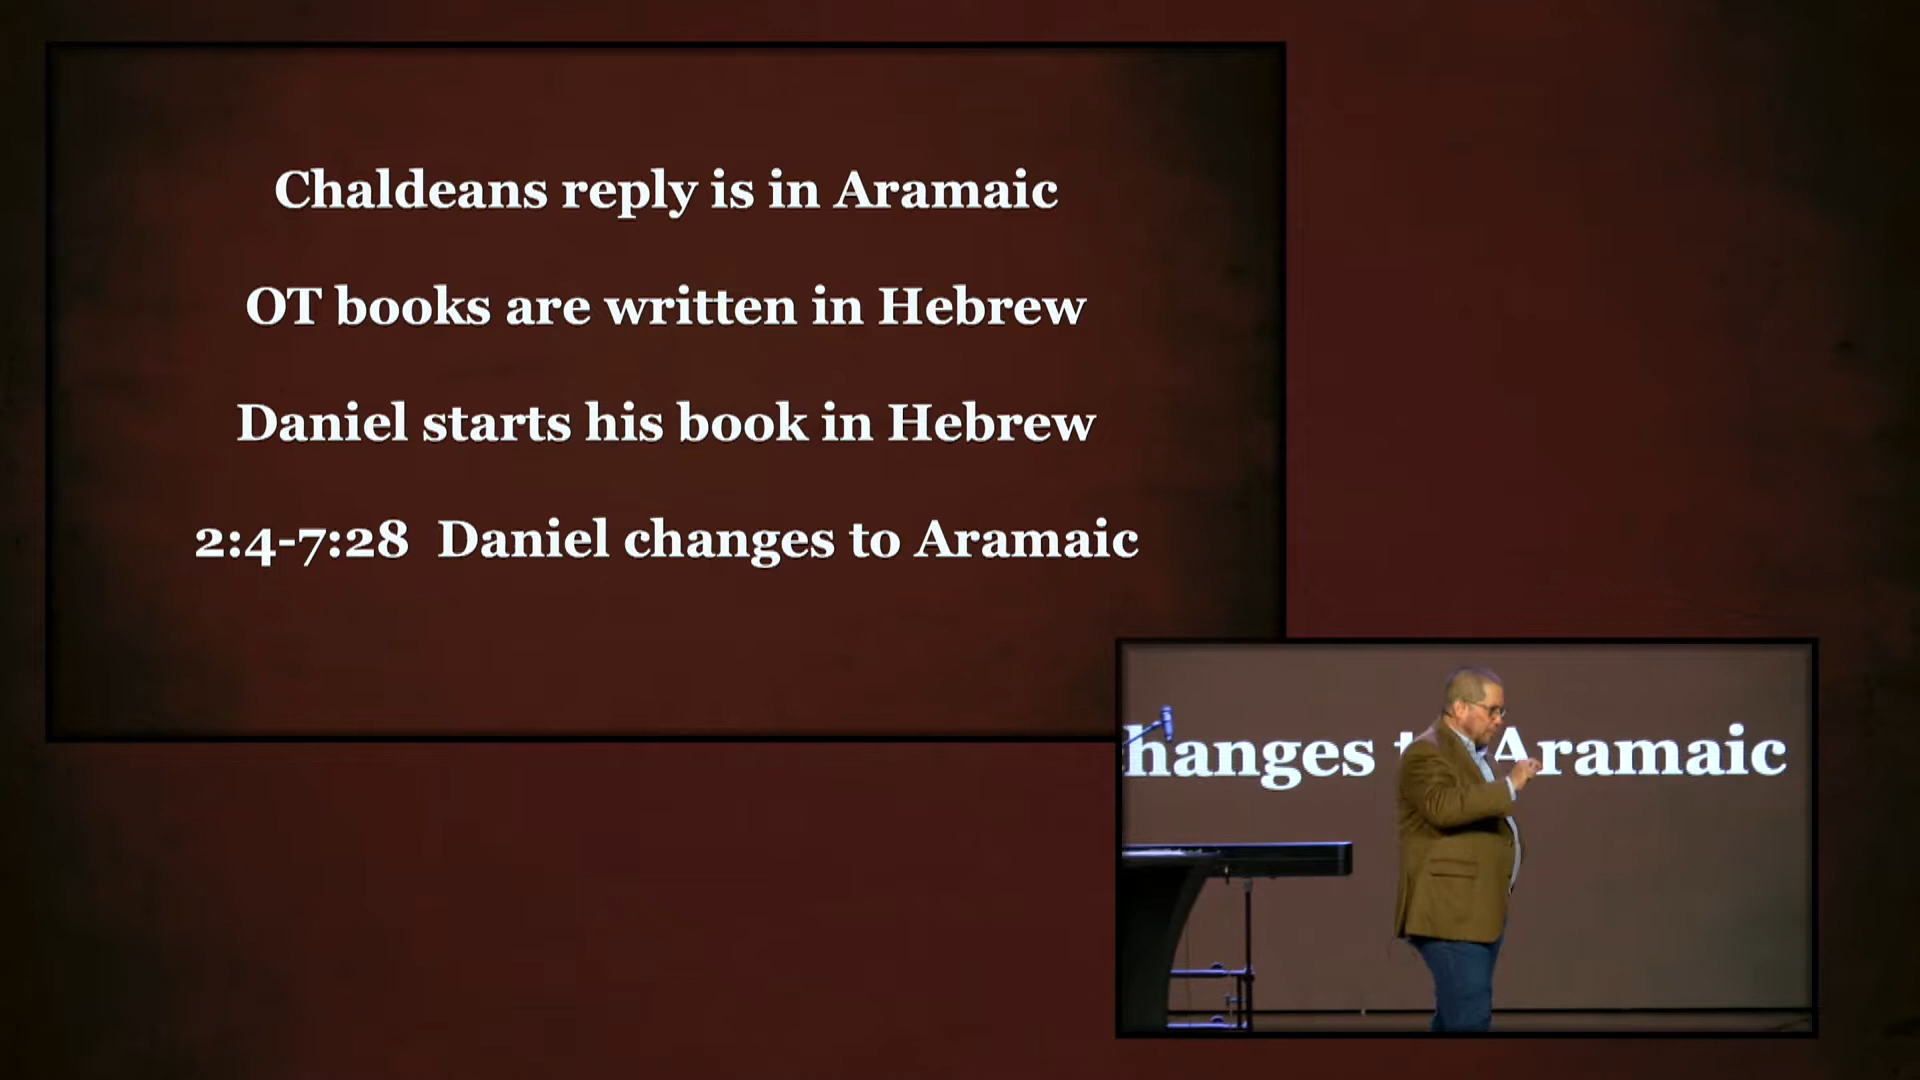 Chaldeans reply is in Aramaic
OT books are written in Hebrew
Daniel starts his book in Hebrew
2:4-7:28 Daniel changes to Aramaic
hanges t Aramaic